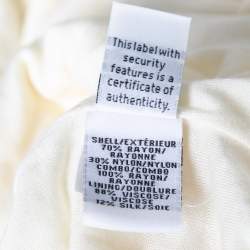 This label with
security
features is a
certificate of
authenticity.
SHELL/EXTÉRIEUR
70% RAYON/
RAYONNE
30% NYLON/NYLON
COMBO/COMBO
100% RAYON/
RAYONNE
LINING/DOUBLURE
88% VISCOSE/
VISCOSE
12% SILK/SOIE